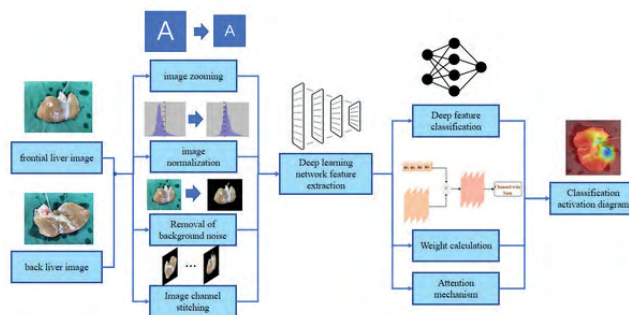 A
A
image zooming
frontial liver image
image
normalization
Removal of
background noise
back liver image
Image channel
stitching
Deep learning
network feature
extraction
Deep feature
classification
Weight calculation
Attention
mechanism
Classification
activation diagram